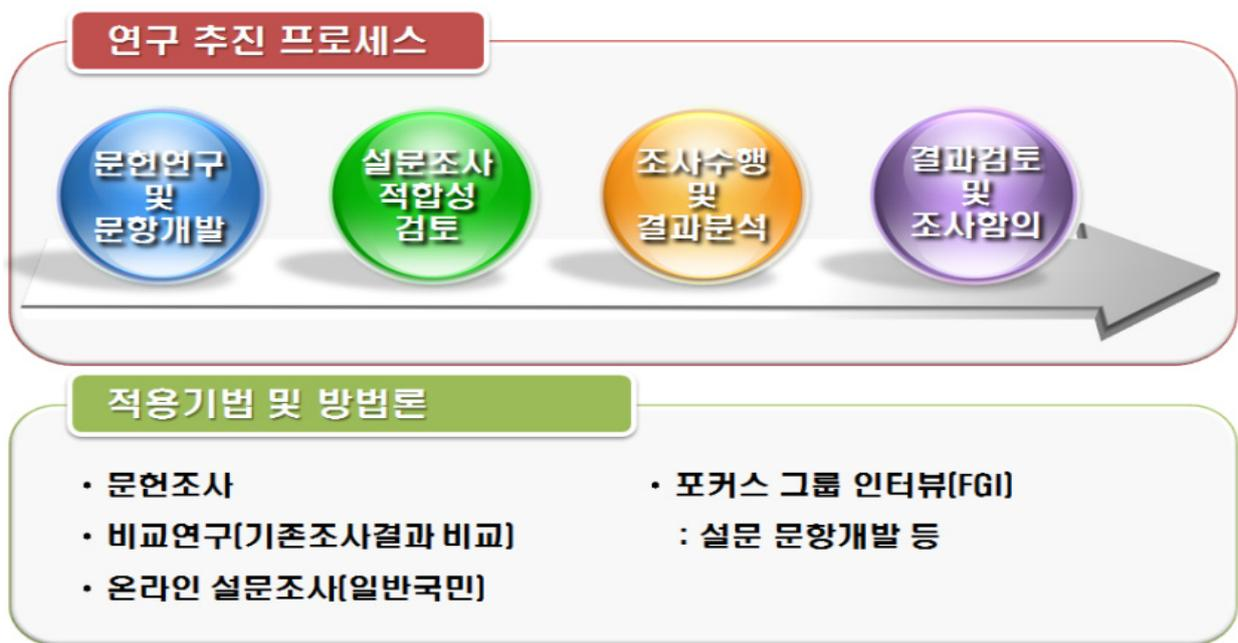 연구 추진 프로세스
문헌연구
및
문항개발
설문조사
적합성
검토
조사수행
및
결과분석
결과검토
및
조사함의
적용기법 및 방법론
· 문헌조사
· 비교연구(기존조사결과 비교)
· 온라인 설문조사(일반국민)
· 포커스 그룹 인터뷰(FGI)
: 설문 문항개발 등